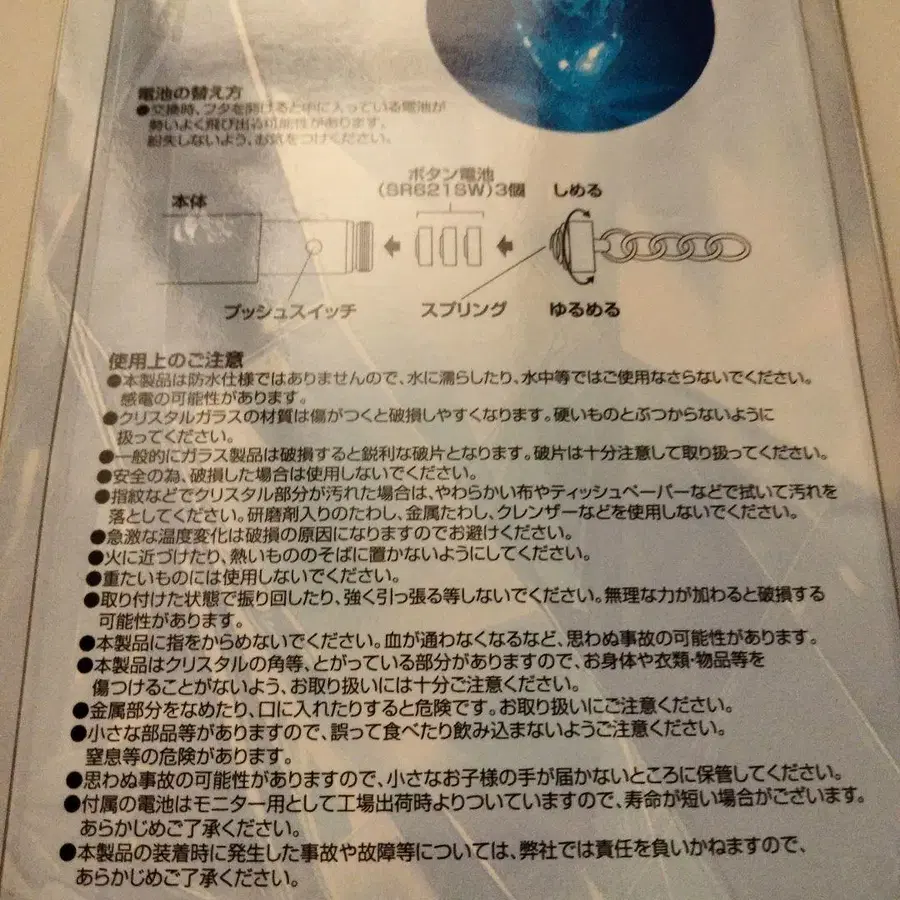 電池の替え方
●交換時、フタを開けると中に入っている電池が
勢いよく飛び出す可能性があります。
紛失しないよう、お気をつけください。
ボタン電池
(SR621SW)3個
しめる
本体
プッシュスイッチ
スプリング
ゆるめる
使用上のご注意
●本製品は防水仕様ではありませんので、水に濡らしたり、水中等ではご使用なさらないでください。
感電の可能性があります。
●クリスタルガラスの材質は傷がつくと破損しやすくなります。硬いものとぶつからないように
扱ってください。
●一般的にガラス製品は破損すると鋭利な破片となります。破片は十分注意して取り扱ってください。
●安全の為、破損した場合は使用しないでください。
●指紋などでクリスタル部分が汚れた場合は、やわらかい布やティッシュペーパーなどで拭いて汚れを
落としてください。研磨剤入りのたわし、金属たわし、クレンザーなどを使用しないでください。
●急激な温度変化は破損の原因になりますのでお避けください。
●火に近づけたり、熱いもののそばに置かないようにしてください。
●重たいものには使用しないでください。
●取り付けた状態で振り回したり、強く引っ張る等しないでください。無理な力が加わると破損する
可能性があります。
●本製品に指をからめないでください。血が通わなくなるなど、思わぬ事故の可能性があります。
●本製品はクリスタルの角等、とがっている部分がありますので、お身体や衣類・物品等を
傷つけることがないよう、お取り扱いには十分ご注意ください。
●金属部分をなめたり、口に入れたりすると危険です。お取り扱いにご注意ください。
●小さな部品等がありますので、誤って食べたり飲み込まないようご注意ください。
窒息等の危険があります。
●思わぬ事故の可能性がありますので、小さなお子様の手が届かないところに保管してください。
●付属の電池はモニター用として工場出荷時よりついていますので、寿命が短い場合がございます。
あらかじめご了承ください。
●本製品の装着時に発生した事故や故障等については、弊社では責任を負いかねますので、
あらかじめご了承ください。